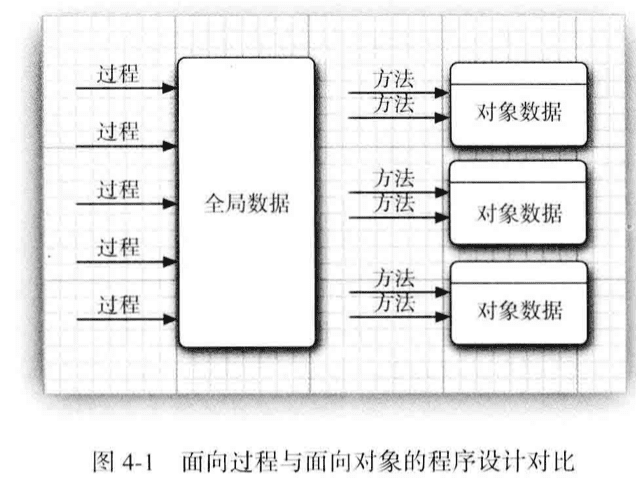 过程
过程
过程
过程
过程
全局数据
方法
方法
对象数据
方法
方法
对象数据
方法
方法
对象数据
图 4-1 面向过程与面向对象的程序设计对比